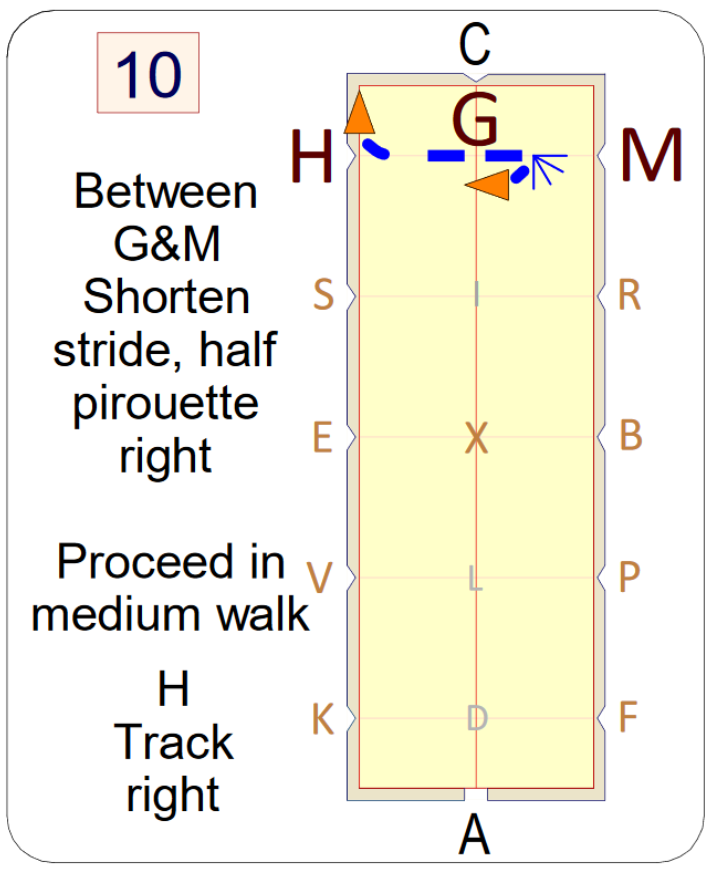 10
Between
G&M
Shorten
stride, half
pirouette
right
Proceed in
medium walk
H
Track
right
C
G
H
M
S
I
R
E
X
B
V
L
P
K
D
F
A